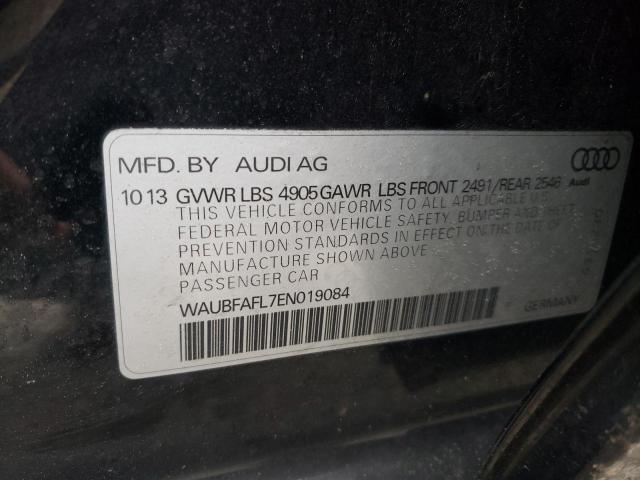 MFD. BY AUDI AG
10 13 GVWR LBS 4905 GAWR LBS FRONT 2491/REAR 2546 Audi
THIS VEHICLE CONFORMS TO ALL APPLICABLE U.S.
FEDERAL MOTOR VEHICLE SAFETY, BUMPER AND THEFT
PREVENTION STANDARDS IN EFFECT ON THE DATE OF
MANUFACTURE SHOWN ABOVE
PASSENGER CAR
WAUBFAFL7EN019084
GERMANY